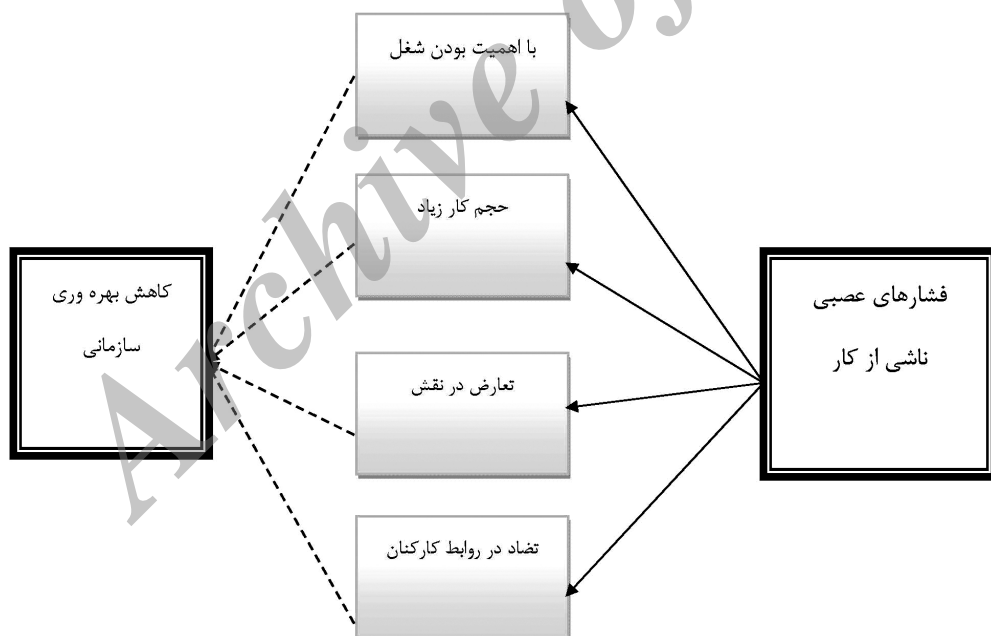 با اهمیت بودن شغل
حجم کار زیاد
تعارض در نقش
تضاد در روابط کارکنان
فشارهای عصبی
ناشی از کار
کاهش بهره وری
سازمانی
Archive of